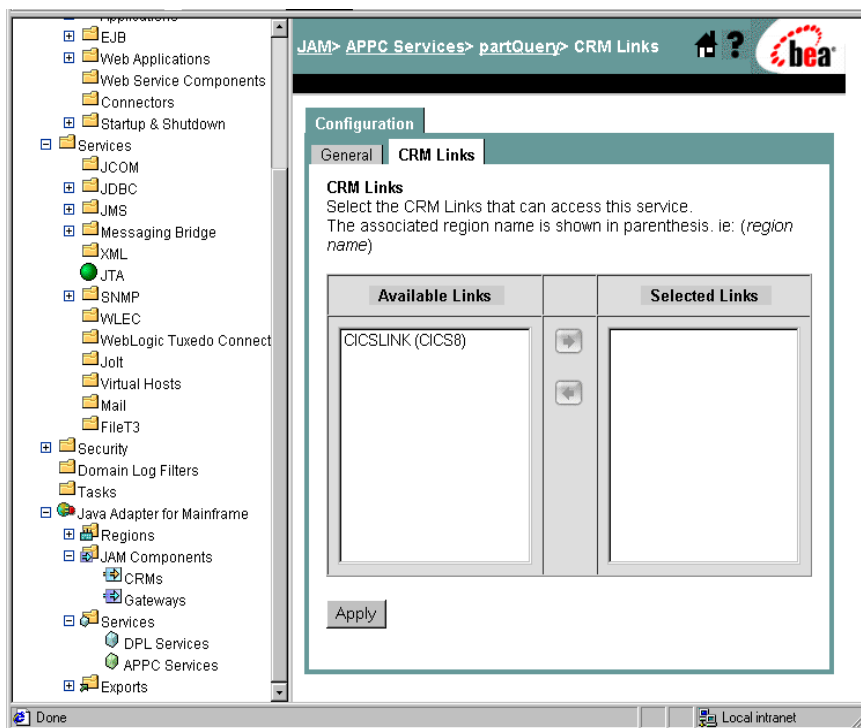 Applications
EJB
Web Applications
Web Service Components
Connectors
Startup & Shutdown
Services
JCOM
JDBC
JMS
Messaging Bridge
XML
JTA
SNMP
WLEC
WebLogic Tuxedo Connect
Jolt
Virtual Hosts
Mail
FileT3
Security
Domain Log Filters
Tasks
Java Adapter for Mainframe
Regions
JAM Components
CRMs
Gateways
Services
DPL Services
APPC Services
Exports
JAM> APPC Services> partQuery> CRM Links
?
bea
Configuration
General CRM Links
CRM Links
Select the CRM Links that can access this service.
The associated region name is shown in parenthesis. ie: (region
name)
Available Links Selected Links
CICSLINK (CICS8)
Apply
Done Local intranet